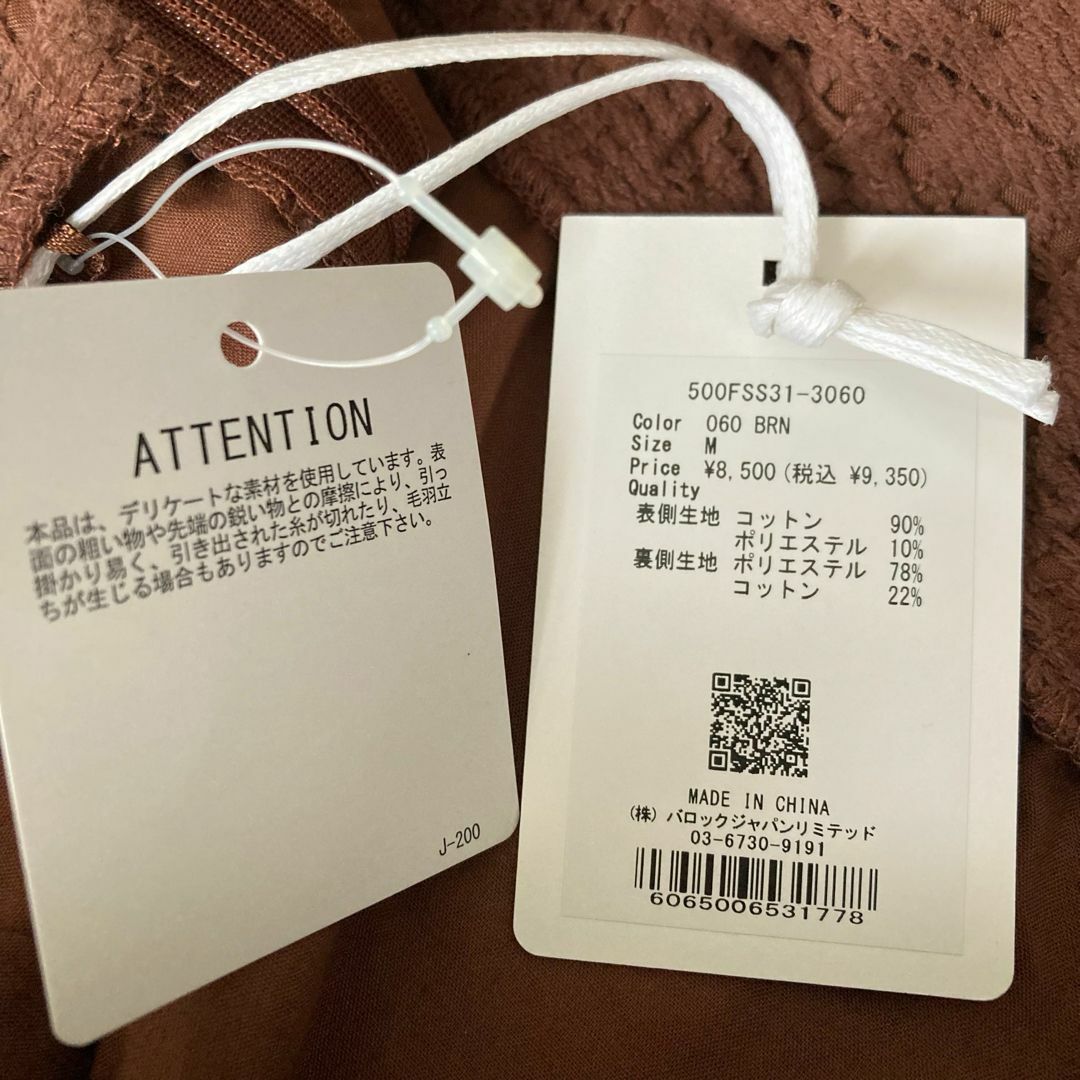 ATTENTION
本品は、デリケートな素材を使用しています。表
面の粗い物や先端の鋭い物との摩擦により、引っ
掛かり易く、引き出された糸が切れたり、毛羽立
ちが生じる場合もありますのでご注意下さい。
J-200
500FSS31-3060
Color 060 BRN
Size M
Price ¥8,500(税込 ¥9,350)
Quality
表側生地 コットン 90%
ポリエステル 10%
裏側生地 ポリエステル 78%
コットン 22%
MADE IN CHINA
(株) バロックジャパンリミテッド
03-6730-9191
6065006531778